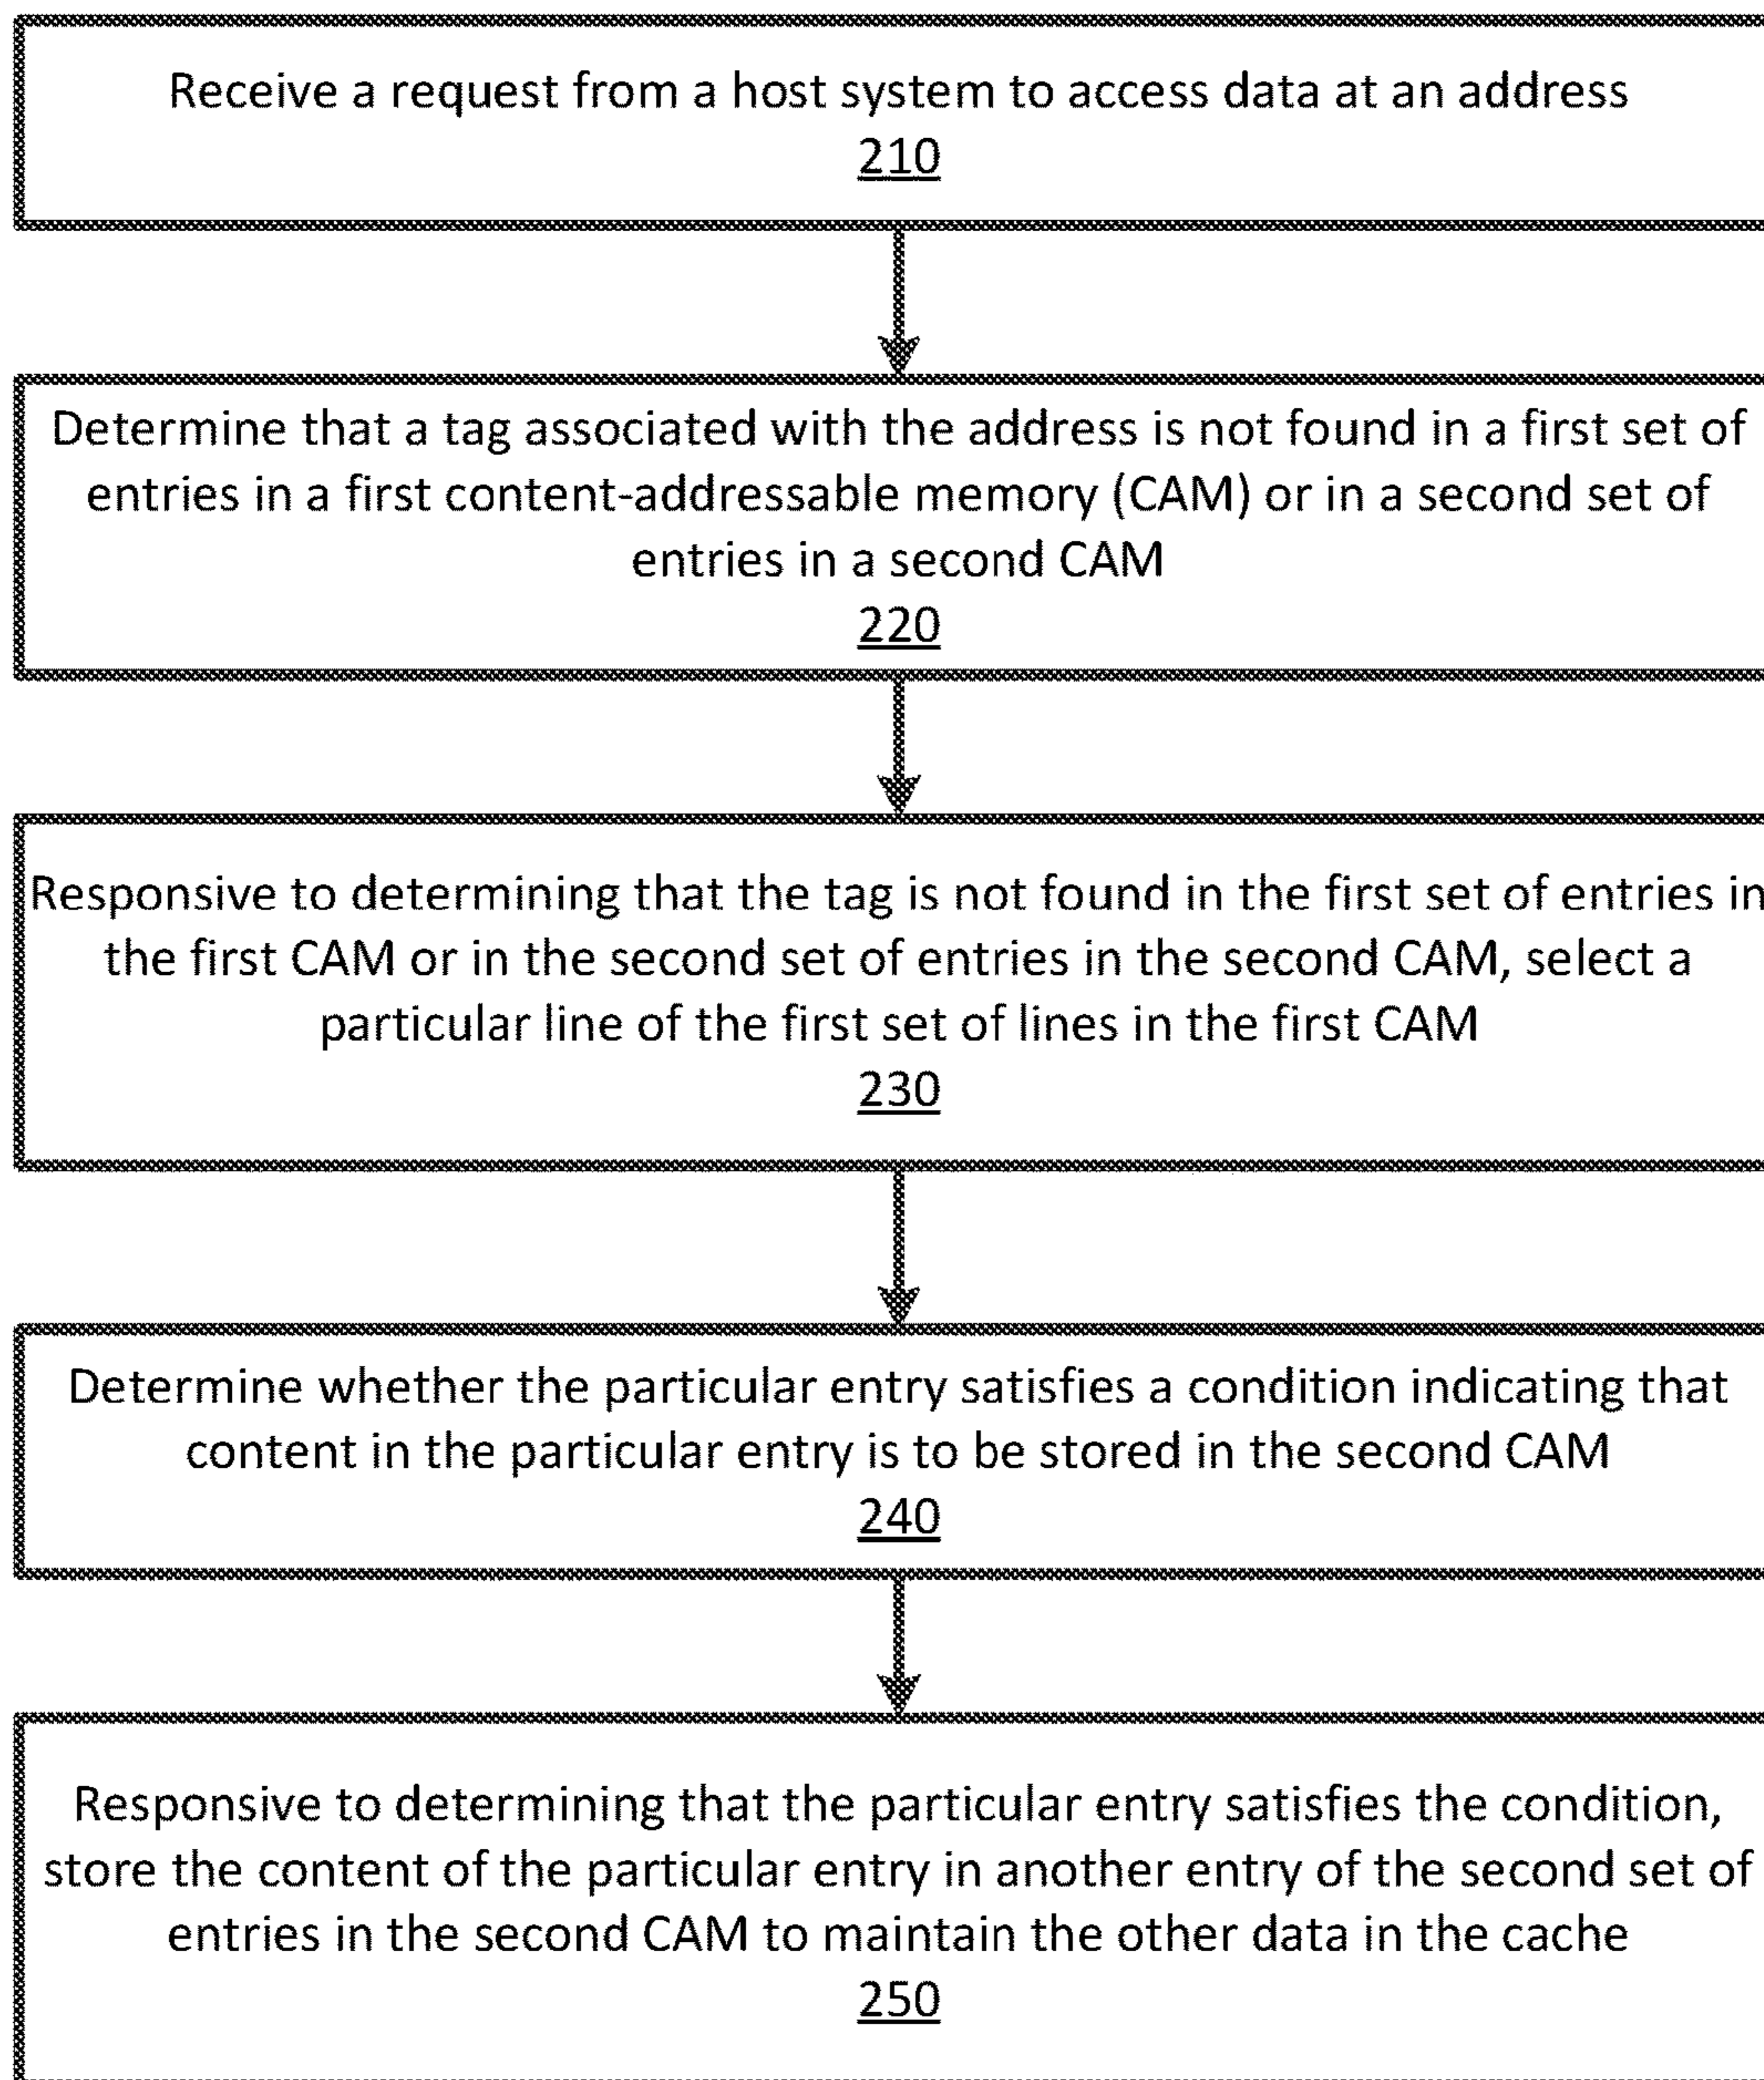 Receive a request from a host system to access data at an address
210
Determine that a tag associated with the address is not found in a first set of
entries in a first content-addressable memory (CAM) or in a second set of
entries in a second CAM
220
Responsive to determining that the tag is not found in the first set of entries in
the first CAM or in the second set of entries in the second CAM, select a
particular line of the first set of lines in the first CAM
230
Determine whether the particular entry satisfies a condition indicating that
content in the particular entry is to be stored in the second CAM
240
Responsive to determining that the particular entry satisfies the condition,
store the content of the particular entry in another entry of the second set of
entries in the second CAM to maintain the other data in the cache
250